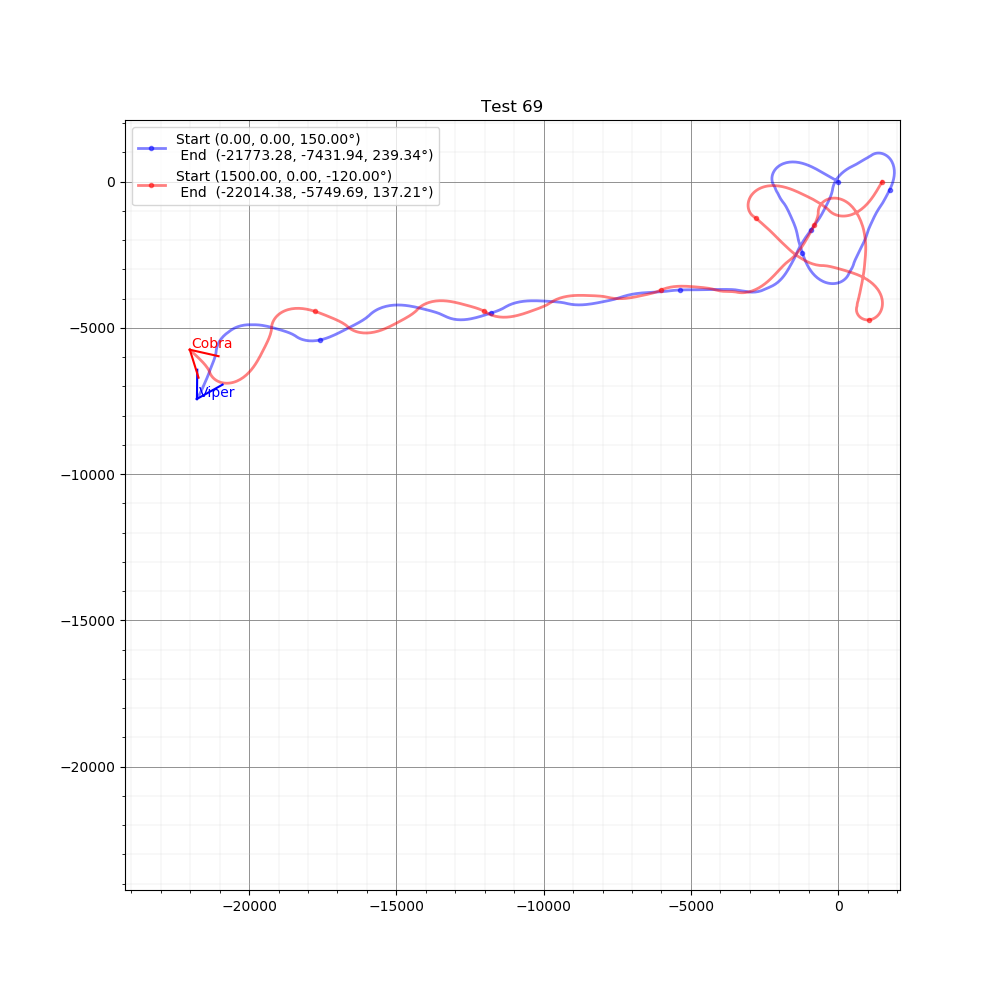 Test 69
Start (0.00, 0.00, 150.00°)
End  (-21773.28, -7431.94, 239.34°)
Start (1500.00, 0.00, -120.00°)
End  (-22014.38, -5749.69, 137.21°)
0
−5000
−10000
−15000
−20000
Cobra
Viper
−20000
−15000
−10000
−5000
0